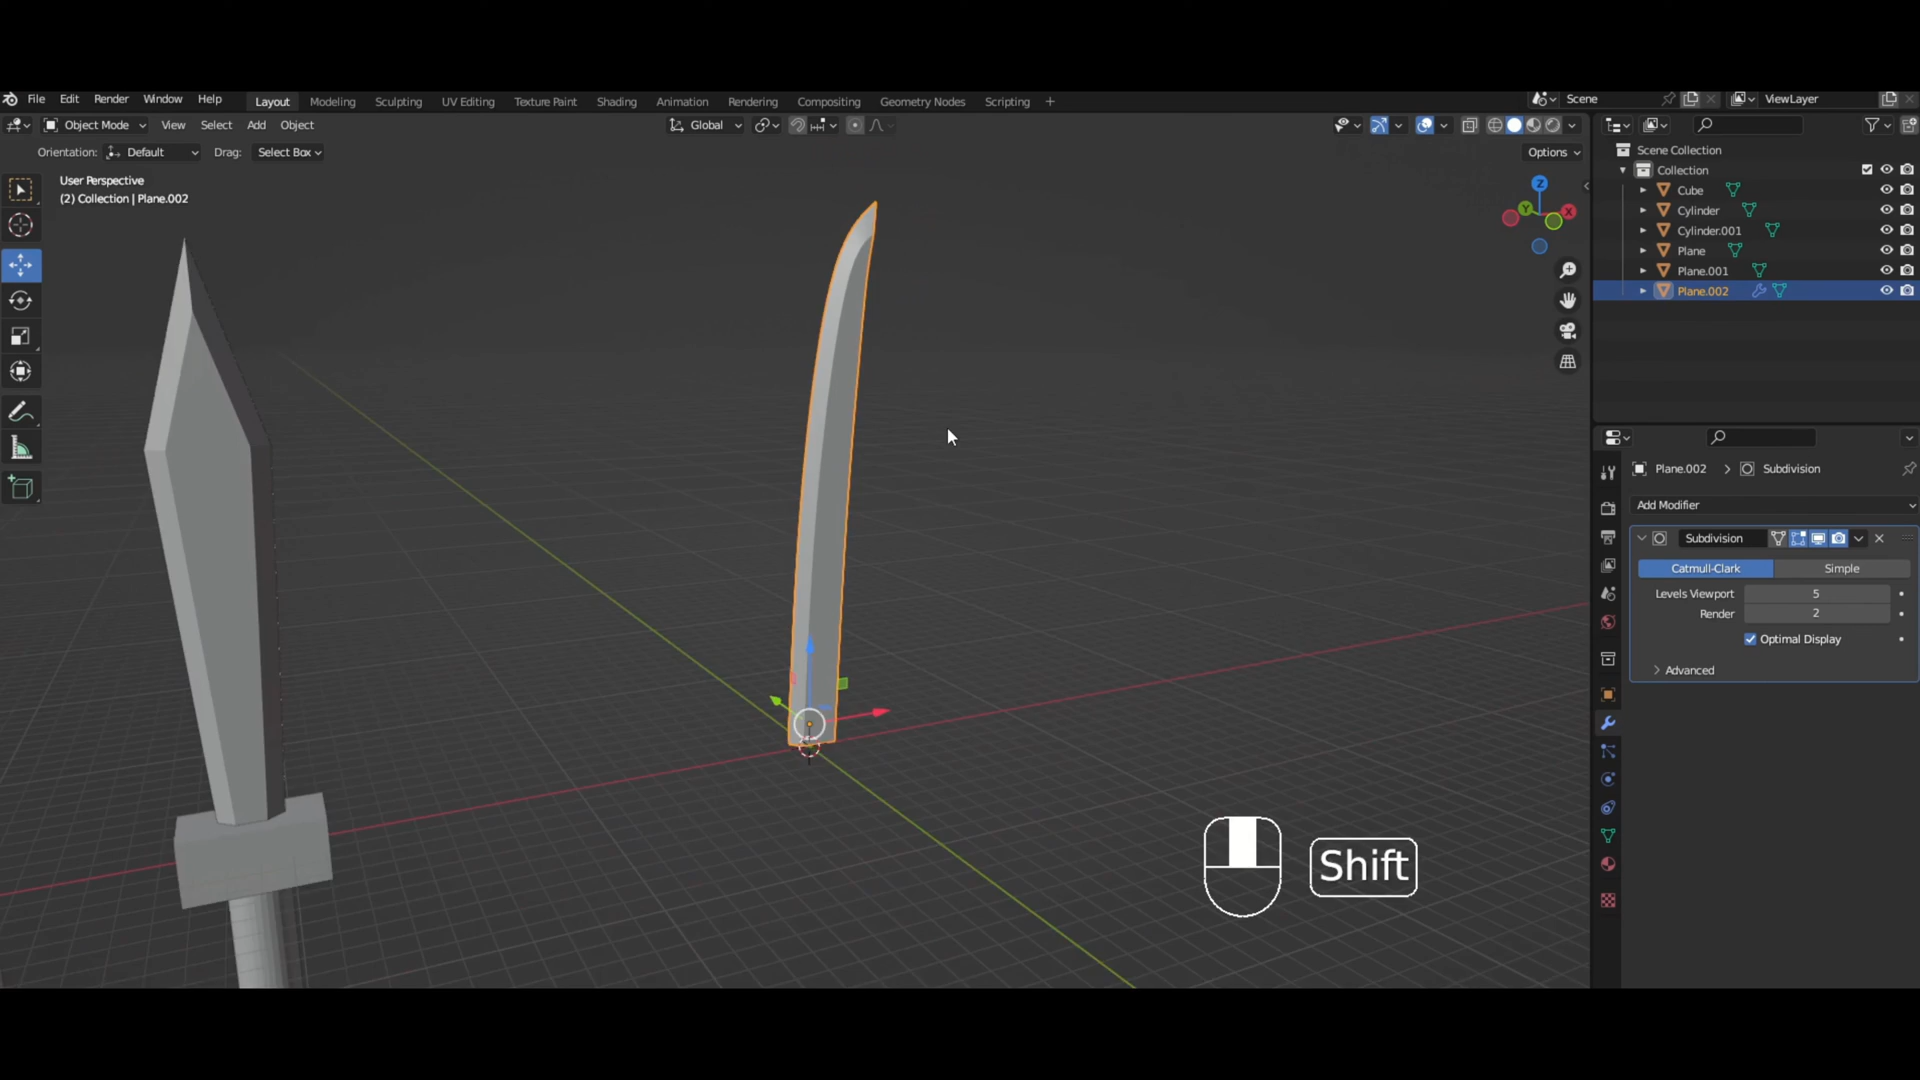 File Edit Render Window Help Layout Modeling Sculpting UV Editing Texture Paint Shading Animation Rendering Compositing Geometry Nodes Scripting + Scene ViewLayer
Object Mode View Select Add Object Global
Orientation: Default Drag: Select Box Options
User Perspective
(2) Collection | Plane.002
Z
Y
X
Scene Collection
Collection
Cube
Cylinder
Cylinder.001
Plane
Plane.001
Plane.002
Plane.002 > Subdivision
Add Modifier
Subdivision
Catmull-Clark Simple
Levels Viewport 5
Render 2
Optimal Display
Advanced
Shift